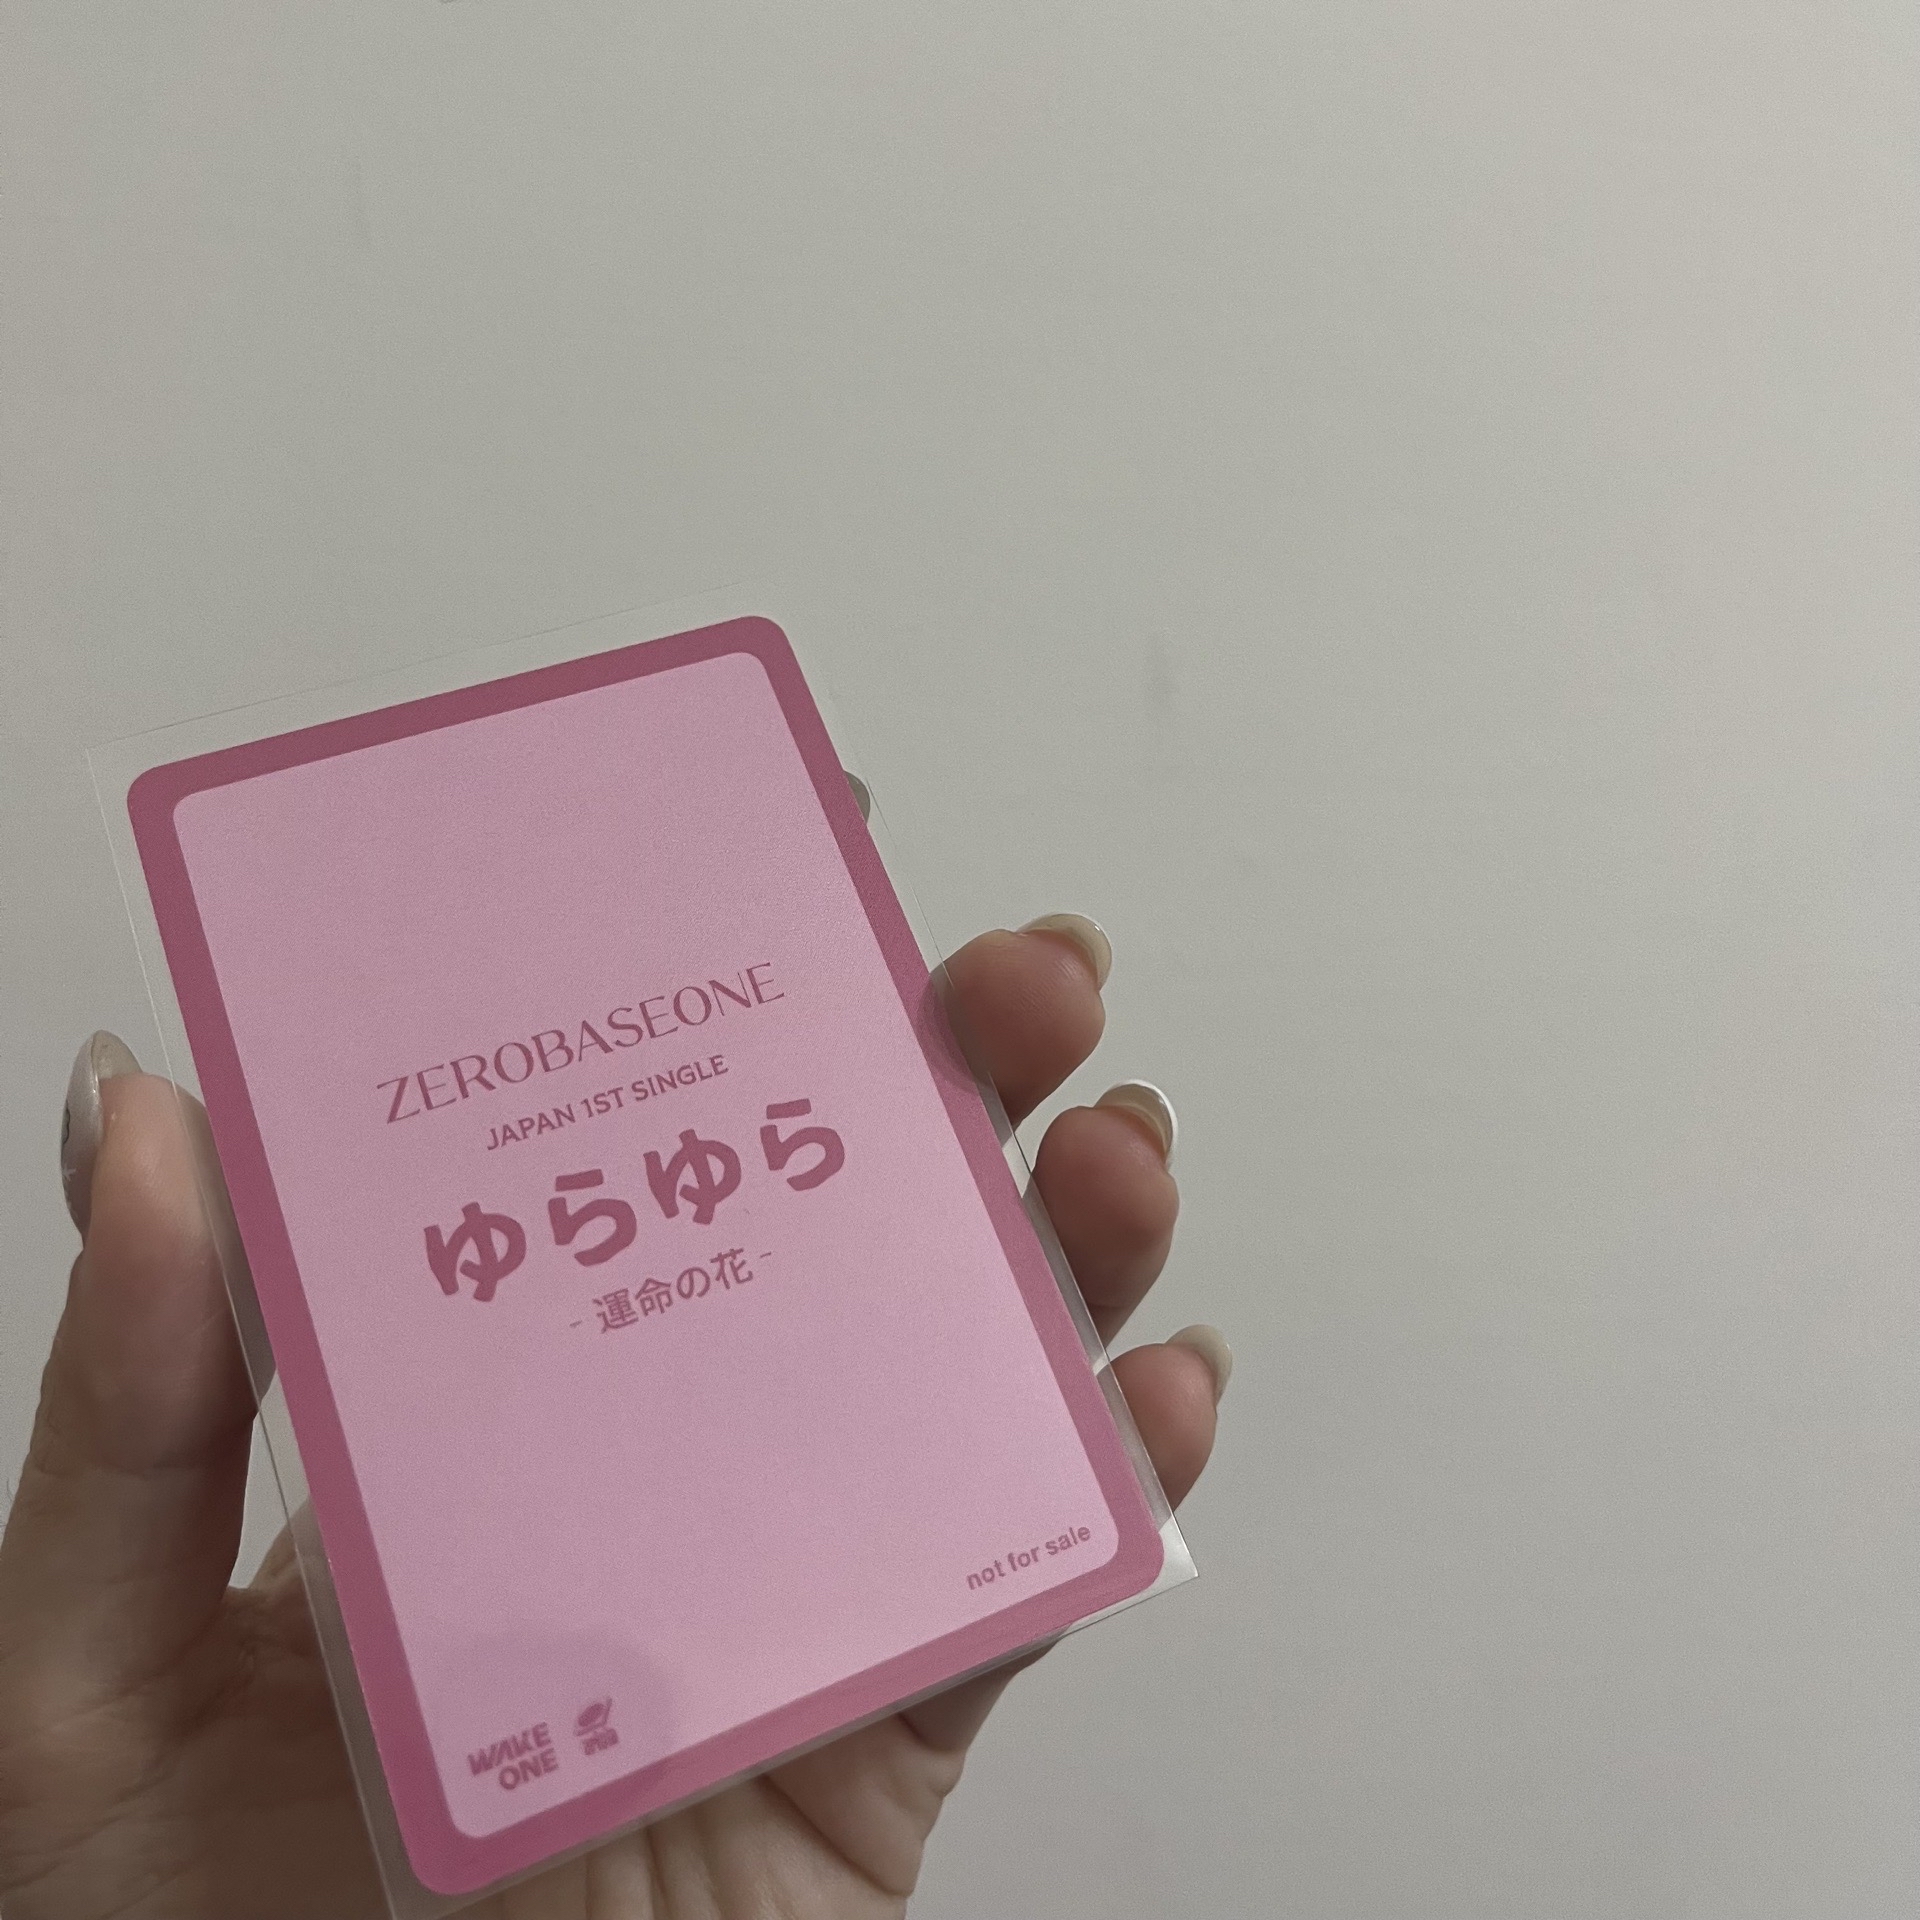 ZEROBASEONE
JAPAN 1ST SINGLE
ゆらゆら
- 運命の花 -
not for sale
WAKE
ONE